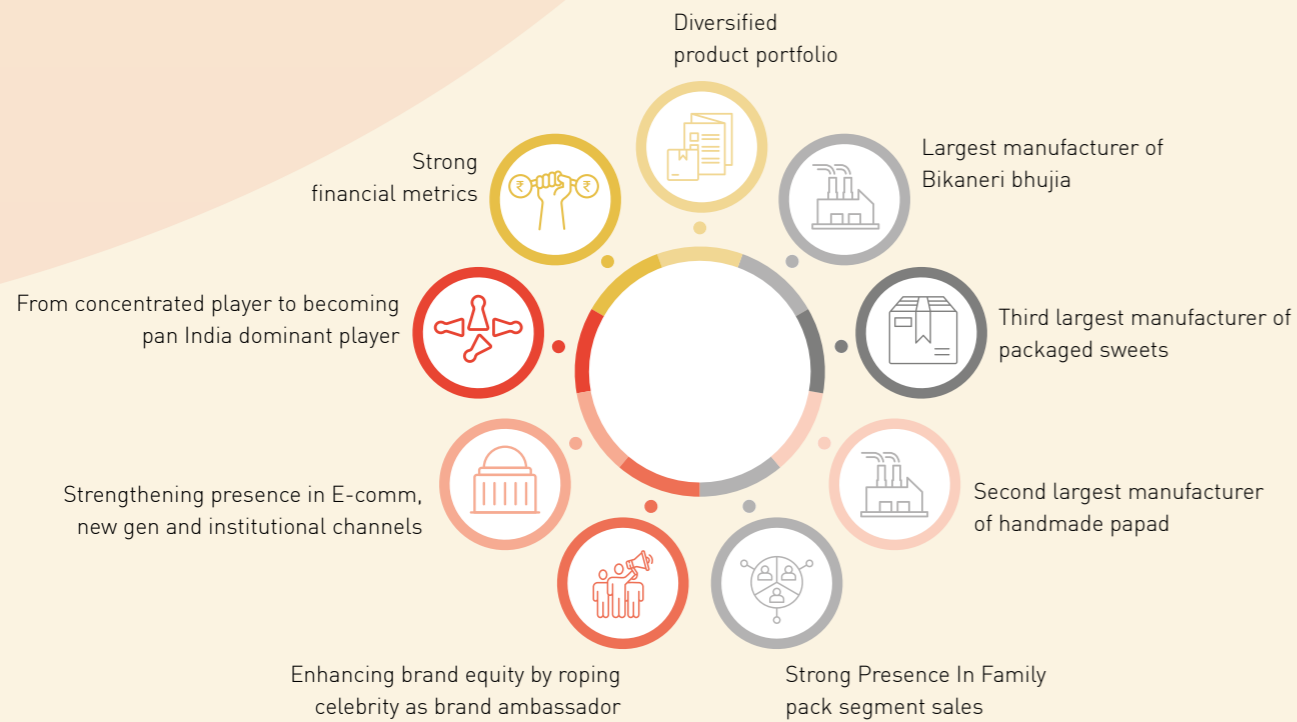 Diversified
product portfolio
Largest manufacturer of
Bikaneri bhujia
Third largest manufacturer of
packaged sweets
Second largest manufacturer
of handmade papad
Strong Presence In Family
pack segment sales
Enhancing brand equity by roping
celebrity as brand ambassador
Strengthening presence in E-comm,
new gen and institutional channels
From concentrated player to becoming
pan India dominant player
Strong
financial metrics
₹ ₹